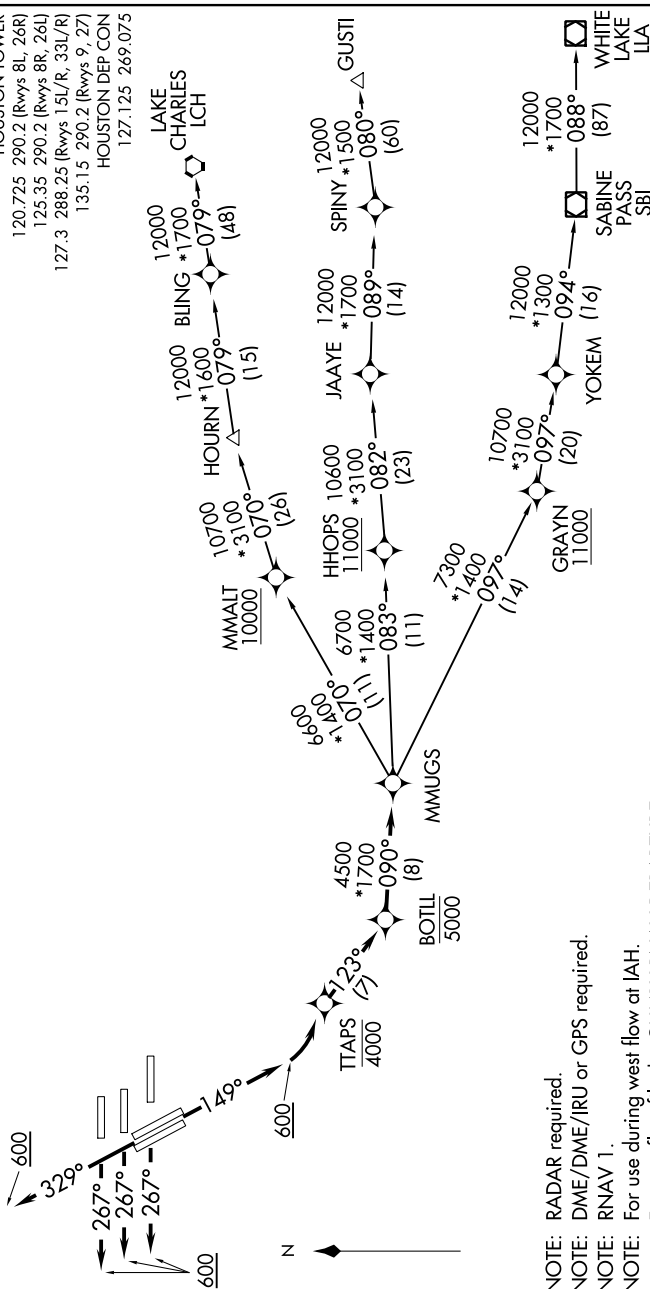 120.725 290.2 (Rwys 8L, 26R)
125.35 290.2 (Rwys 8R, 26L)
127.3 288.25 (Rwys 15L/R, 33L/R)
135.15 290.2 (Rwys 9, 27)
HOUSTON DEP CON
127.125 269.075
LAKE
CHARLES
LCH
12000
*1700
079°
(48)
BLING
12000
*1600
079°
(15)
HOURN
10700
*3100
070°
(26)
MMALT
10000
6600
*1400
070°
(11)
GUSTI
12000
*1500
080°
(60)
SPINY
12000
*1700
089°
(14)
JAAYE
10600
*3100
082°
(23)
HHOPS
11000
6700
*1400
083°
(11)
WHITE
LAKE
LLA
12000
*1700
088°
(87)
SABINE
PASS
SBI
12000
*1300
094°
(16)
YOKEM
10700
*3100
097°
(20)
GRAYN
11000
7300
*1400
097°
(14)
MMUGS
4500
*1700
090°
(8)
BOTLL
5000
123°
(7)
TTAPS
4000
149°
600
600
329°
267°
267°
267°
600
N
NOTE: RADAR required.
NOTE: DME/DME/IRU or GPS required.
NOTE: RNAV 1.
NOTE: For use during west flow at IAH.